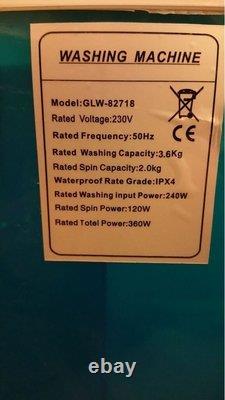 WASHING MACHINE
Model:GLW-82718
Rated Voltage:230V
Rated Frequency:50Hz
CE
Rated Washing Capacity:3.6Kg
Rated Spin Capacity:2.0kg
Waterproof Rate Grade:IPX4
Rated Washing input Power:240W
Rated Spin Power:120W
Rated Totel Power:360W
ebay